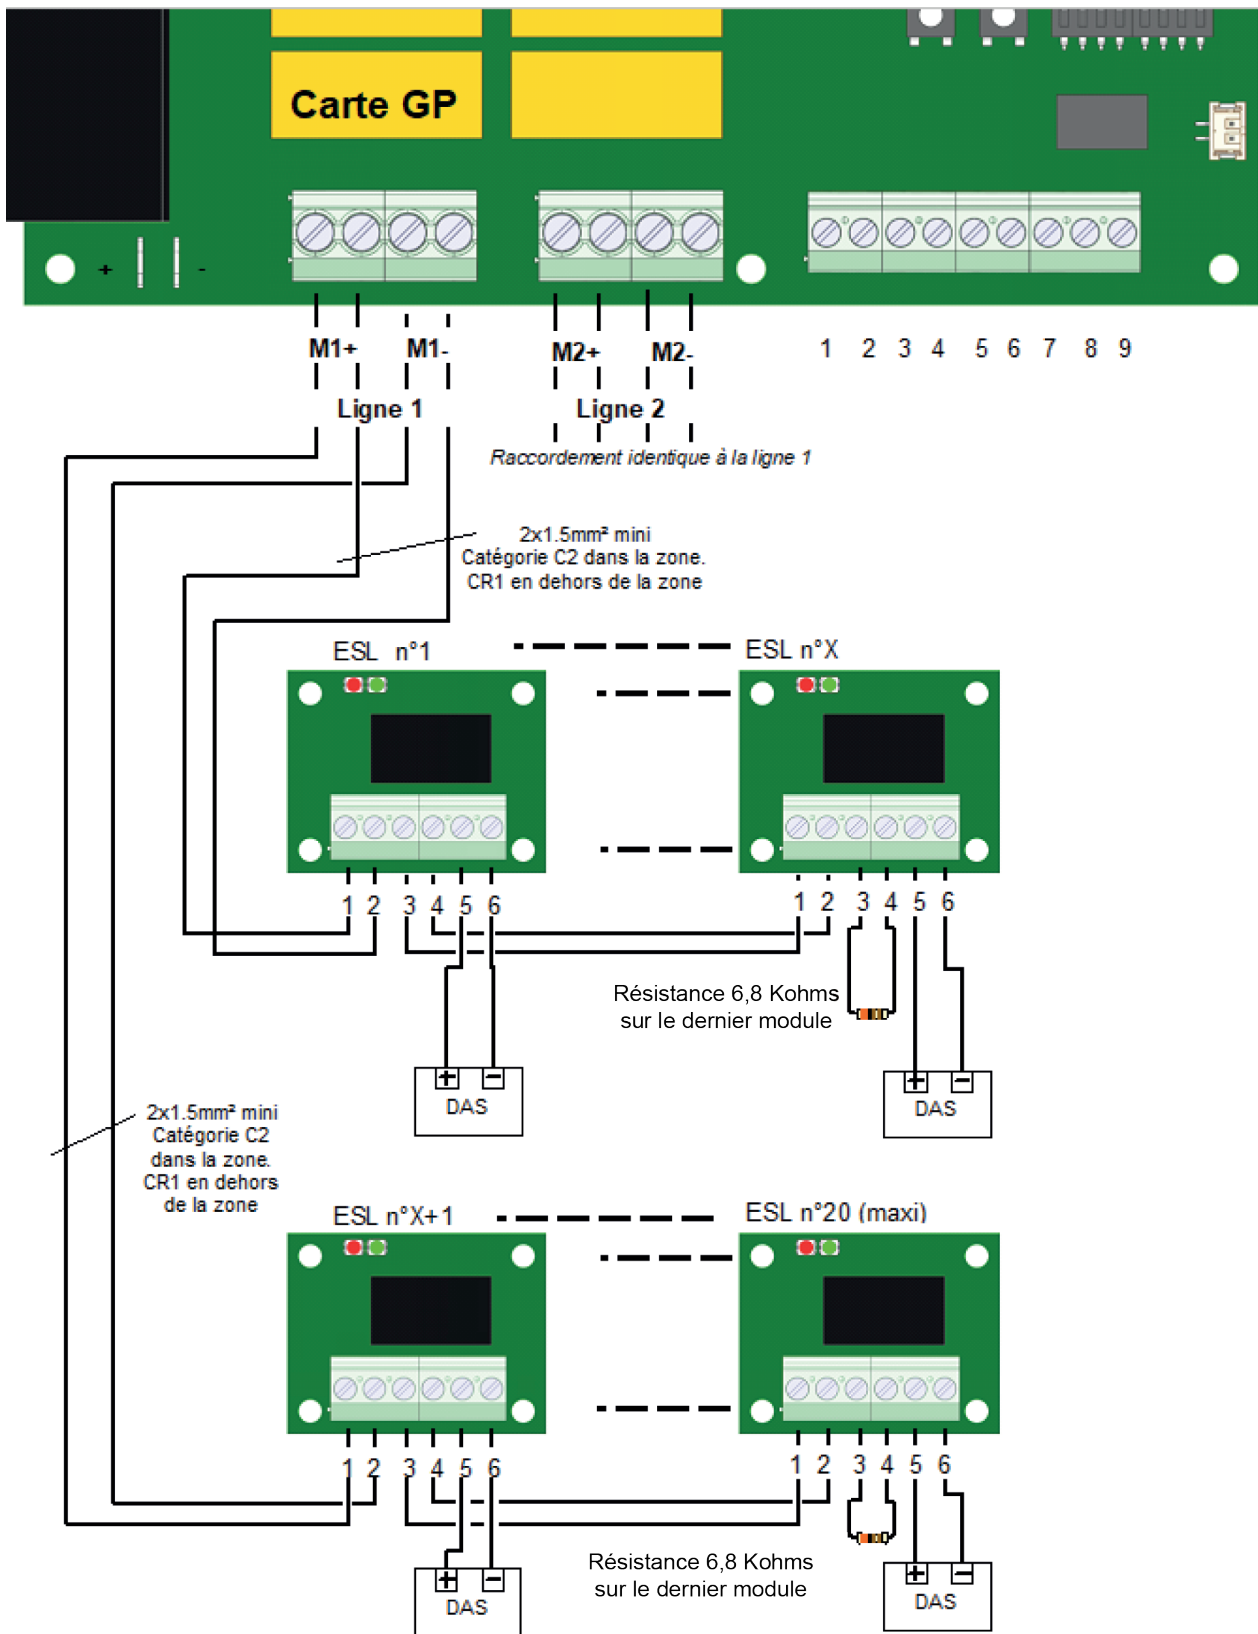 Carte GP
+ -
M1+ M1- M2+ M2- 1 2 3 4 5 6 7 8 9
Ligne 1 Ligne 2
Raccordement identique à la ligne 1
2x1.5mm² mini
Catégorie C2 dans la zone.
CR1 en dehors de la zone
ESL n°1 ESL n°X
1 2 3 4 5 6 1 2 3 4 5 6
Résistance 6,8 Kohms
sur le dernier module
+ - + -
DAS DAS
2x1.5mm² mini
Catégorie C2
dans la zone.
CR1 en dehors
de la zone
ESL n°X+1 ESL n°20 (maxi)
1 2 3 4 5 6 1 2 3 4 5 6
Résistance 6,8 Kohms
sur le dernier module
+ - + -
DAS DAS